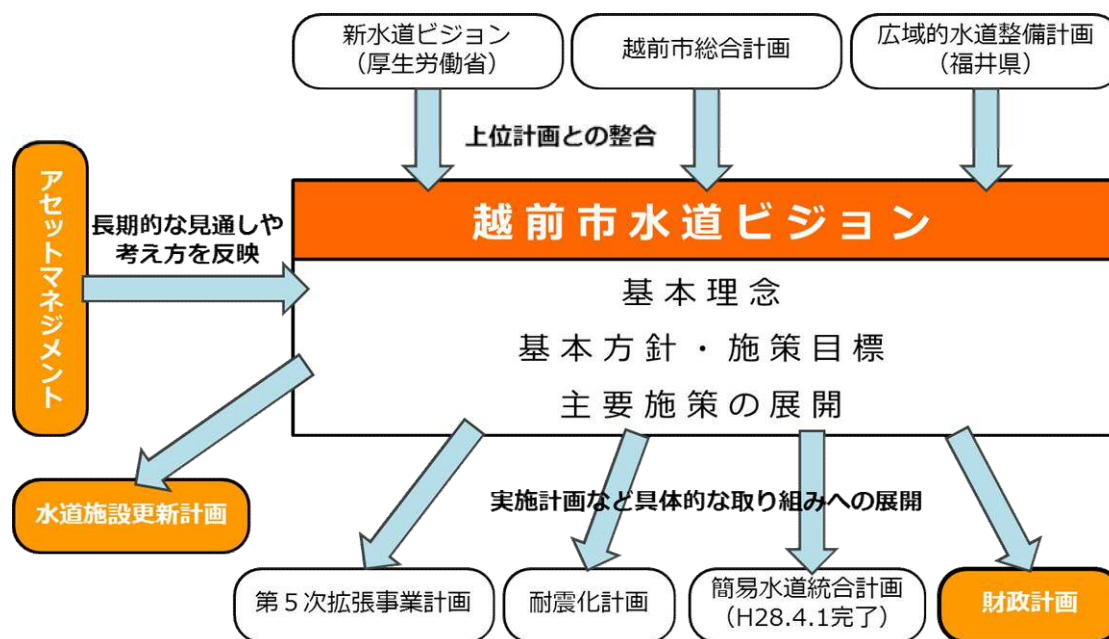 新水道ビジョン
（厚生労働省）
越前市総合計画
広域的水道整備計画
（福井県）
上位計画との整合
アセットマネジメント
長期的な見通しや
考え方を反映
越前市水道ビジョン
基本理念
基本方針・施策目標
主要施策の展開
水道施設更新計画
実施計画など具体的な取り組みへの展開
第５次拡張事業計画
耐震化計画
簡易水道統合計画
（H28.4.1完了）
財政計画